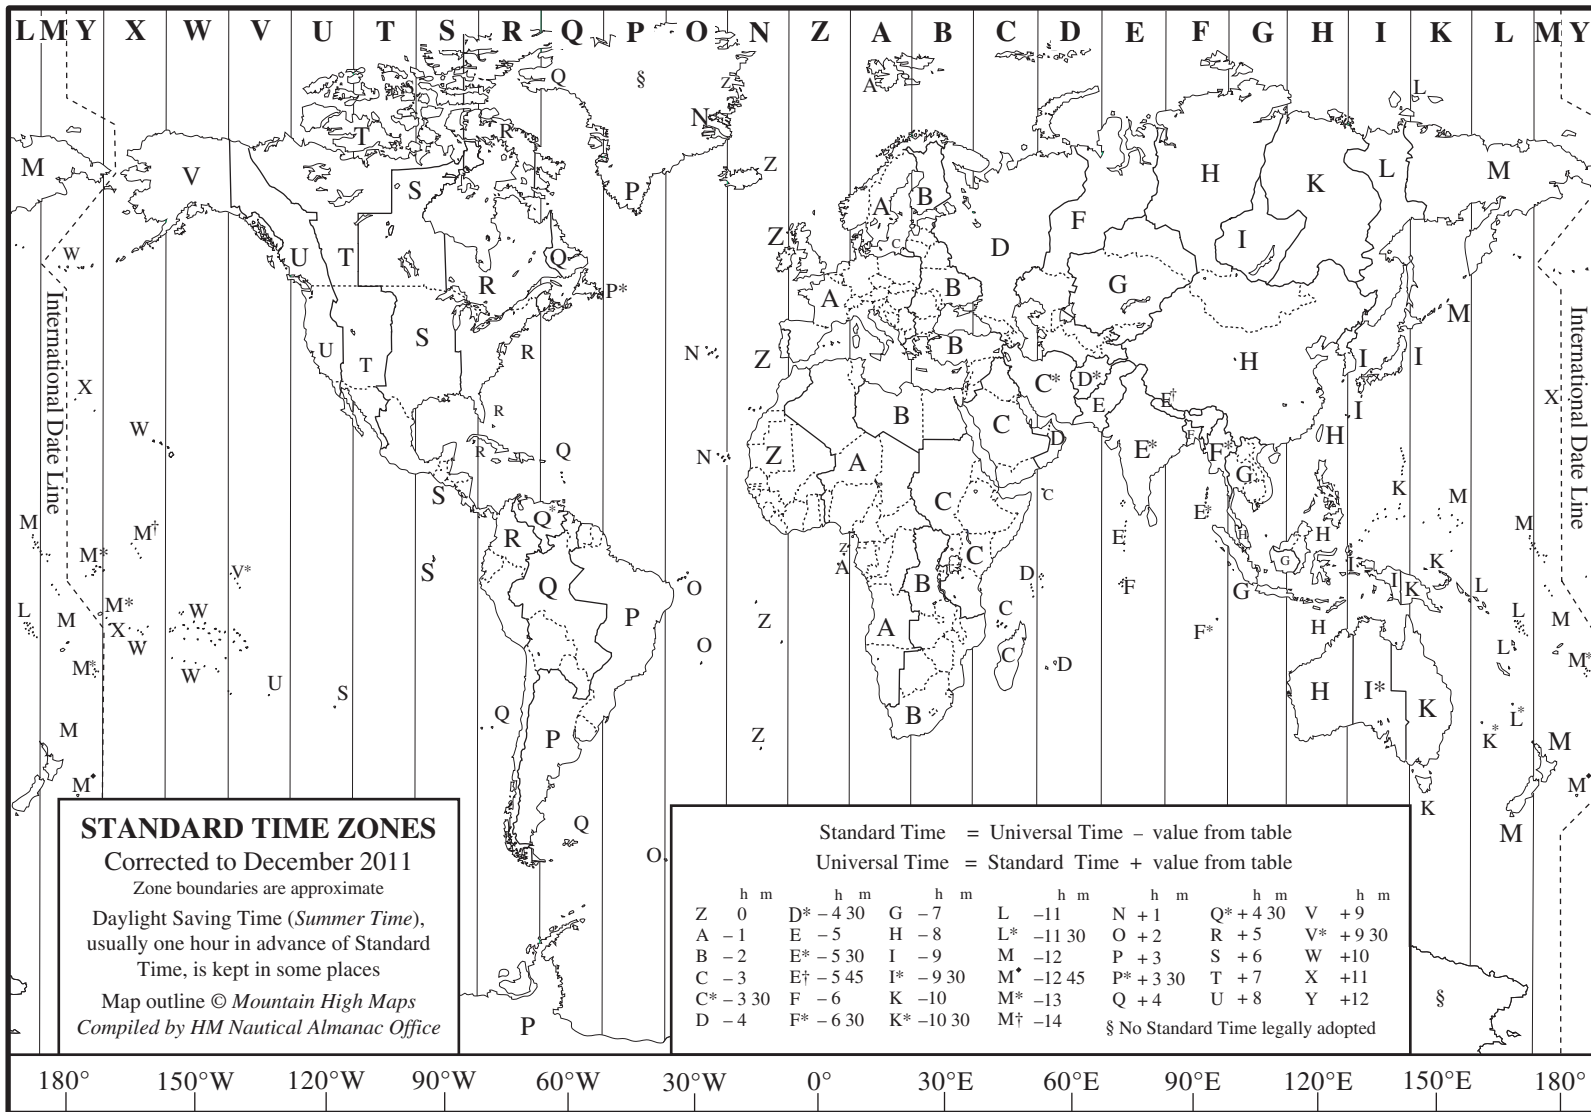 L M Y X W V U T S R Q P O N Z A B C D E F G H I K L M Y
Q § Z A L
N
T S R
Z
M V S P A B H K L M
W U T R Q P* Z C D F I
Z A B G M
International Date Line
International Date Line
X U T S R N Z B C* D* E E† H I I X
W R R Q N Z A B C D E* F F* G H I
S Q* C C E* K M
M M† M* S R Z A C E H M
V* Q B D F G I K
L M M* X W W P O Z A C G I K L L M
M* W U S O C D F* H L M*
Q Z B H I* K L* K*
M P M
M♦ K M♦
Q O M
P §
STANDARD TIME ZONES
Corrected to December 2011
Zone boundaries are approximate
Daylight Saving Time (Summer Time),
usually one hour in advance of Standard
Time, is kept in some places
Map outline © Mountain High Maps
Compiled by HM Nautical Almanac Office
Standard Time = Universal Time – value from table
Universal Time = Standard Time + value from table
h m h m h m h m h m h m h m
Z 0 D* – 4 30 G – 7 L –11 N + 1 Q* + 4 30 V + 9
A – 1 E – 5 H – 8 L* –11 30 O + 2 R + 5 V* + 9 30
B – 2 E* – 5 30 I – 9 M –12 P + 3 S + 6 W +10
C – 3 E† – 5 45 I* – 9 30 M♦ –12 45 P* + 3 30 T + 7 X +11
C* – 3 30 F – 6 K –10 M* –13 Q + 4 U + 8 Y +12
D – 4 F* – 6 30 K* –10 30 M† –14 § No Standard Time legally adopted
180° 150°W 120°W 90°W 60°W 30°W 0° 30°E 60°E 90°E 120°E 150°E 180°